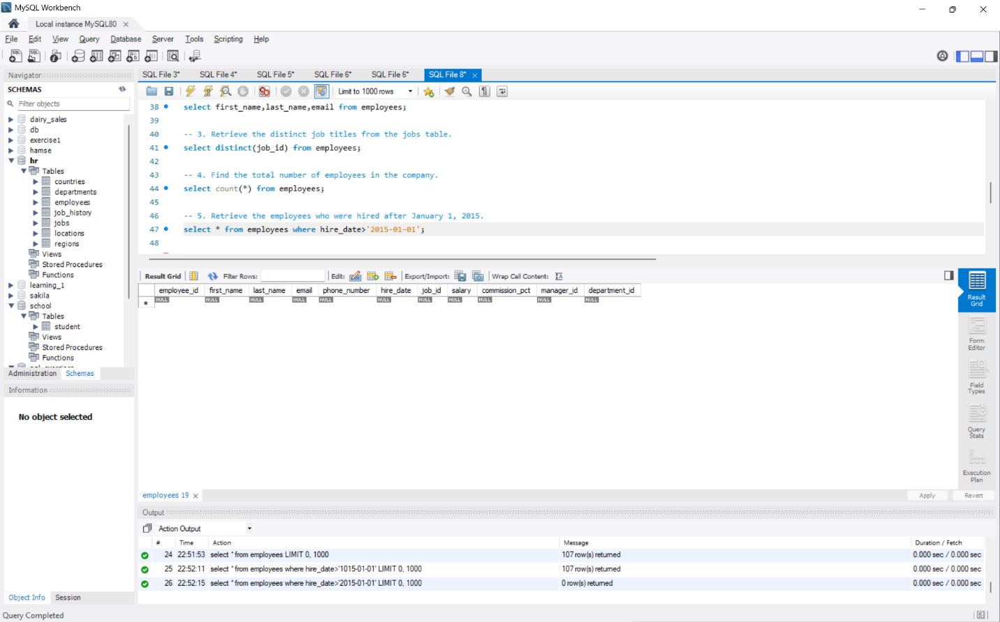 MySQL Workbench
Local instance MySQL80
File Edit View Query Database Server Tools Scripting Help
Navigator
SCHEMAS
Filter objects
dairy_sales
db
exercise1
hamse
hr
Tables
countries
departments
employees
job_history
jobs
locations
regions
Views
Stored Procedures
Functions
learning_1
sakila
school
Tables
student
Views
Stored Procedures
Functions
Administration Schemas
Information
No object selected
Object Info Session
SQL File 3* SQL File 4* SQL File 5* SQL File 6* SQL File 6* SQL File 8*
Limit to 1000 rows
38 select first_name,last_name,email from employees;
39
40 -- 3. Retrieve the distinct job titles from the jobs table.
41 select distinct(job_id) from employees;
42
43 -- 4. Find the total number of employees in the company.
44 select count(*) from employees;
45
46 -- 5. Retrieve the employees who were hired after January 1, 2015.
47 select * from employees where hire_date>'2015-01-01';
48
Result Grid Filter Rows: Edit: Export/Import: Wrap Cell Content:
employee_id first_name last_name email phone_number hire_date job_id salary commission_pct manager_id department_id
NULL NULL NULL NULL NULL NULL NULL NULL NULL NULL NULL
Result Grid
Form Editor
Field Types
Query Stats
Execution Plan
employees 19
Apply Revert
Output
Action Output
# Time Action Message Duration / Fetch
24 22:51:53 select * from employees LIMIT 0, 1000 107 row(s) returned 0.000 sec / 0.000 sec
25 22:52:11 select * from employees where hire_date>'1015-01-01' LIMIT 0, 1000 107 row(s) returned 0.000 sec / 0.000 sec
26 22:52:15 select * from employees where hire_date>'2015-01-01' LIMIT 0, 1000 0 row(s) returned 0.000 sec / 0.000 sec
Query Completed